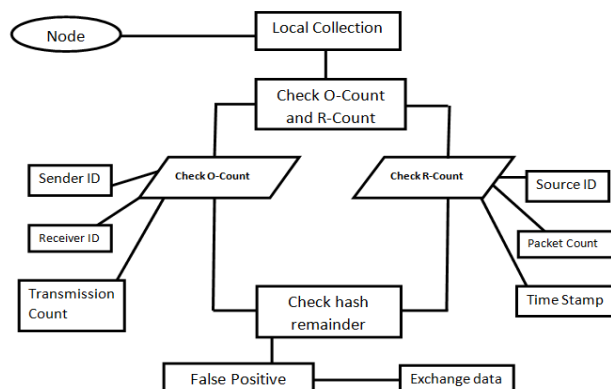 Node
Local Collection
Check O-Count
and R-Count
Check O-Count
Check R-Count
Sender ID
Receiver ID
Transmission
Count
Source ID
Packet Count
Time Stamp
Check hash
remainder
False Positive
Exchange data